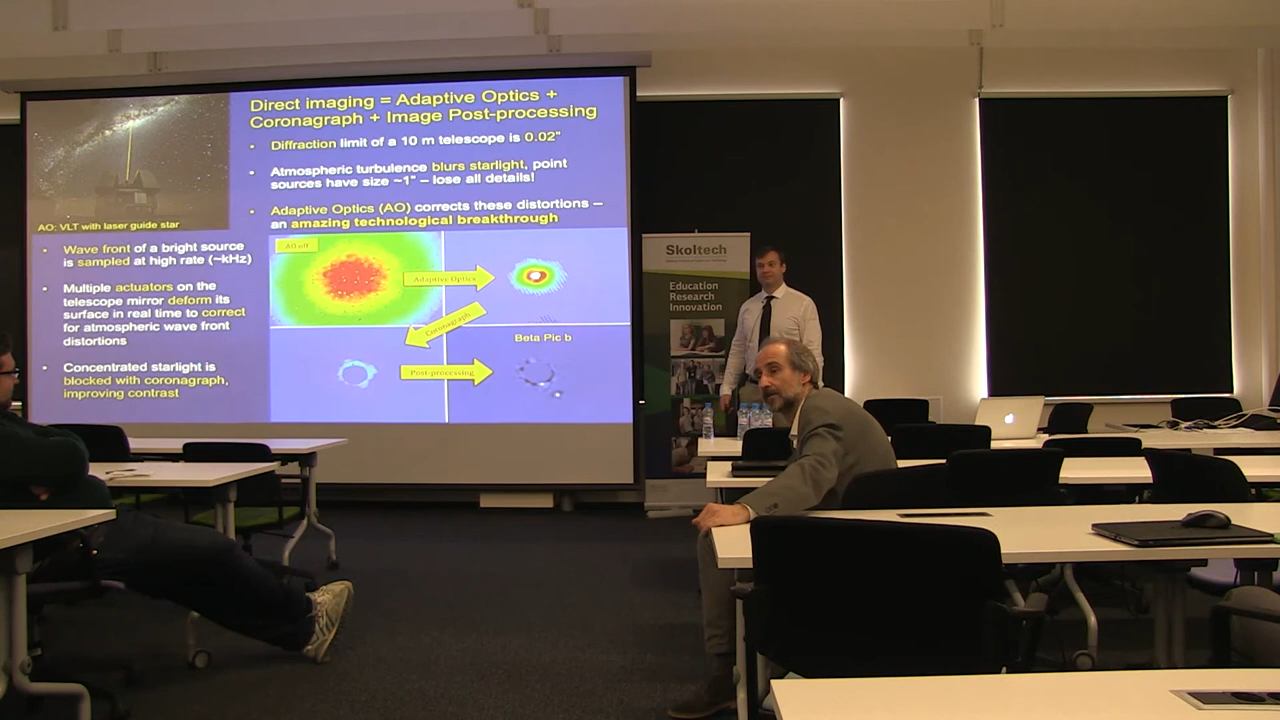 Direct imaging = Adaptive Optics +
Coronagraph + Image Post-processing
• Diffraction limit of a 10 m telescope is 0.02"
• Atmospheric turbulence blurs starlight, point
sources have size ~1" – lose all details!
• Adaptive Optics (AO) corrects these distortions –
an amazing technological breakthrough
AO: VLT with laser guide star
• Wave front of a bright source
is sampled at high rate (~kHz)
• Multiple actuators on the
telescope mirror deform its
surface in real time to correct
for atmospheric wave front
distortions
• Concentrated starlight is
blocked with coronagraph,
improving contrast
AO off
Adaptive Optics
Coronagraph
Beta Pic b
Post-processing
Skoltech
Education
Research
Innovation